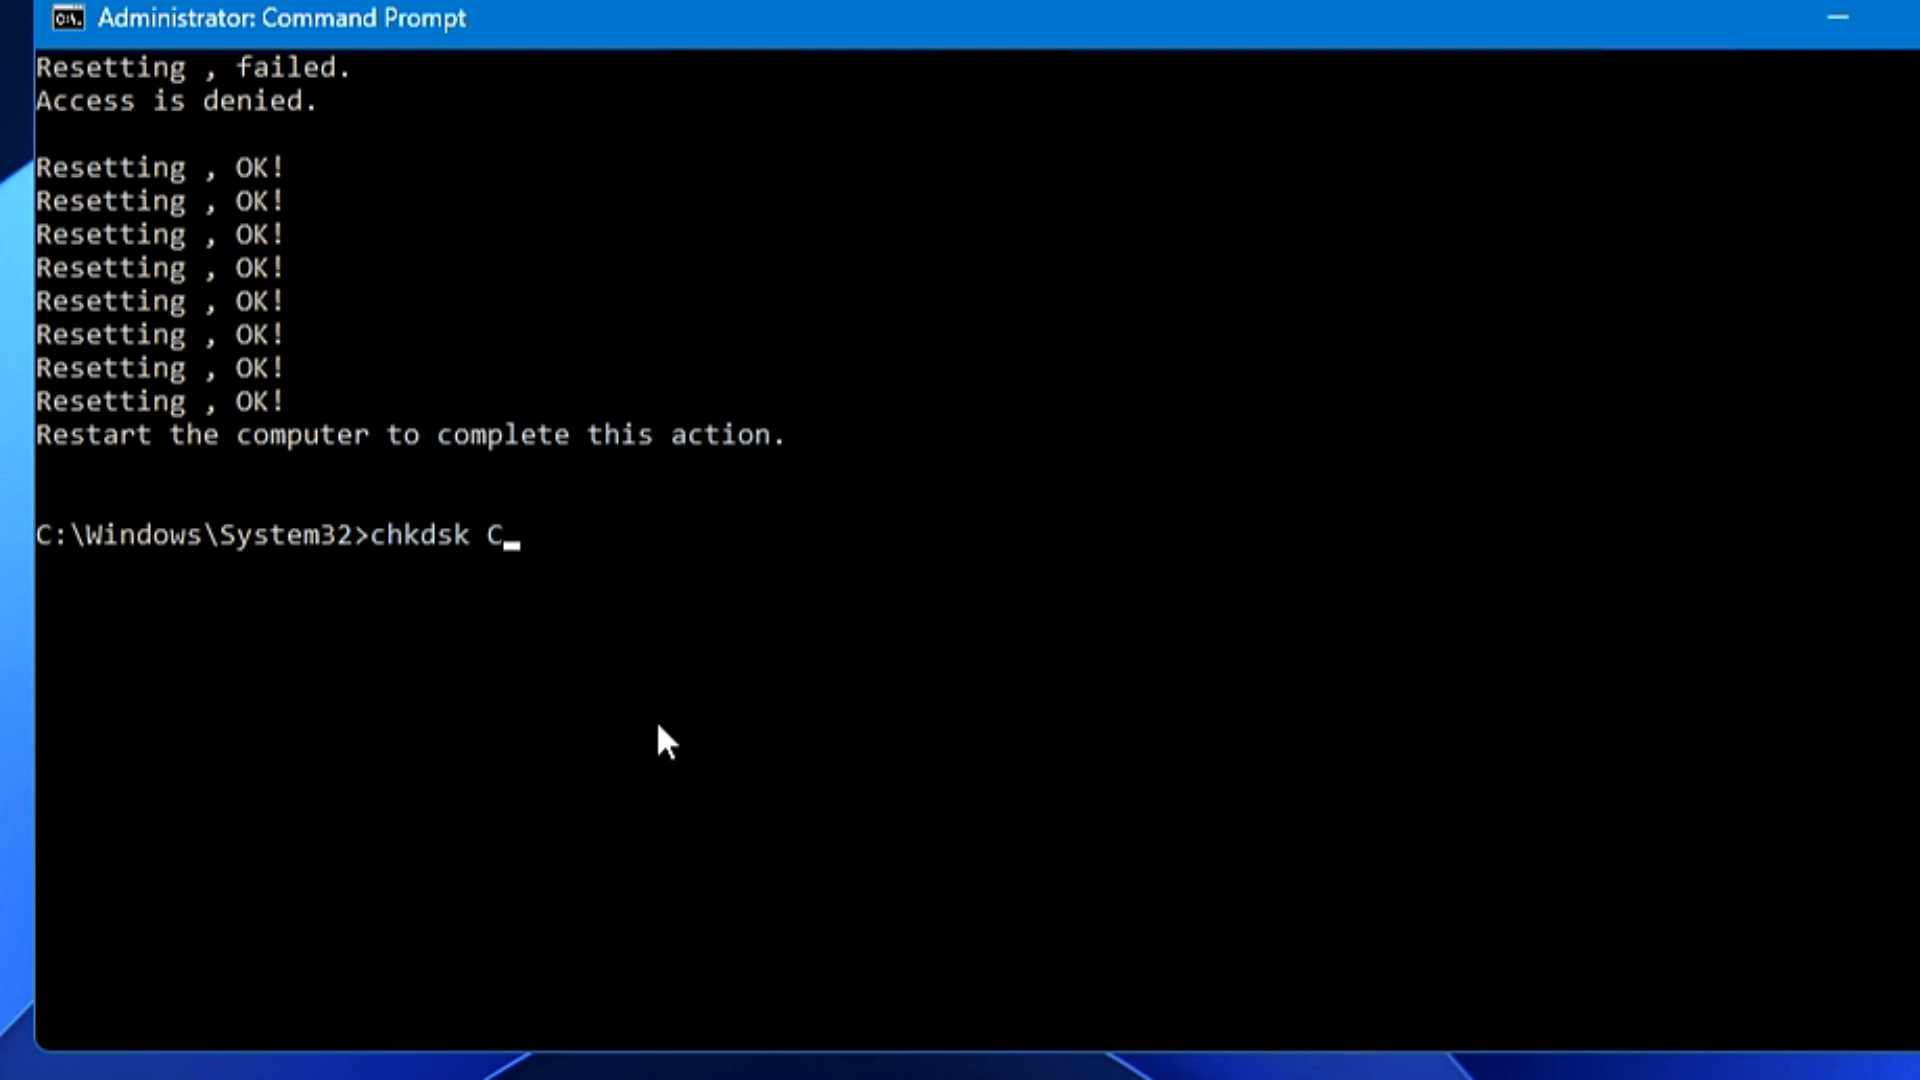 Administrator: Command Prompt
Resetting , failed.
Access is denied.
Resetting , OK!
Resetting , OK!
Resetting , OK!
Resetting , OK!
Resetting , OK!
Resetting , OK!
Resetting , OK!
Resetting , OK!
Restart the computer to complete this action.
C:\Windows\System32>chkdsk C